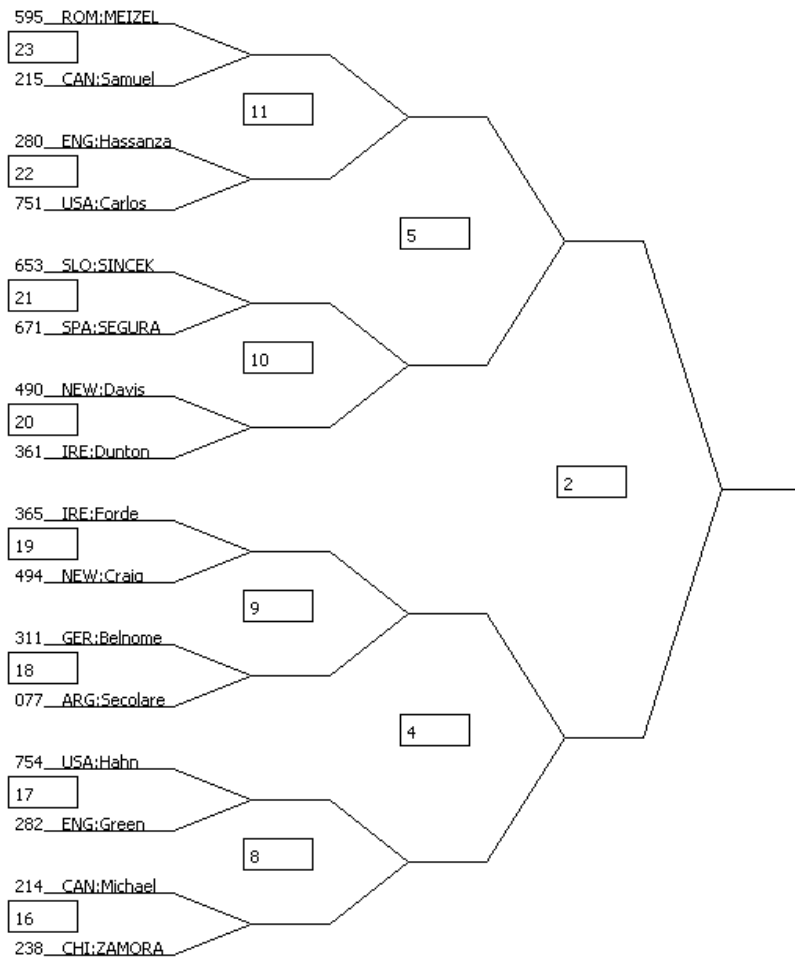 595 ROM:MEIZEL
23
215 CAN:Samuel
11
280 ENG:Hassanza
22
751 USA:Carlos
5
653 SLO:SINCEK
21
671 SPA:SEGURA
10
490 NEW:Davis
20
361 IRE:Dunton
2
365 IRE:Forde
19
494 NEW:Craig
9
311 GER:Belnome
18
077 ARG:Secolare
4
754 USA:Hahn
17
282 ENG:Green
8
214 CAN:Michael
16
238 CHI:ZAMORA